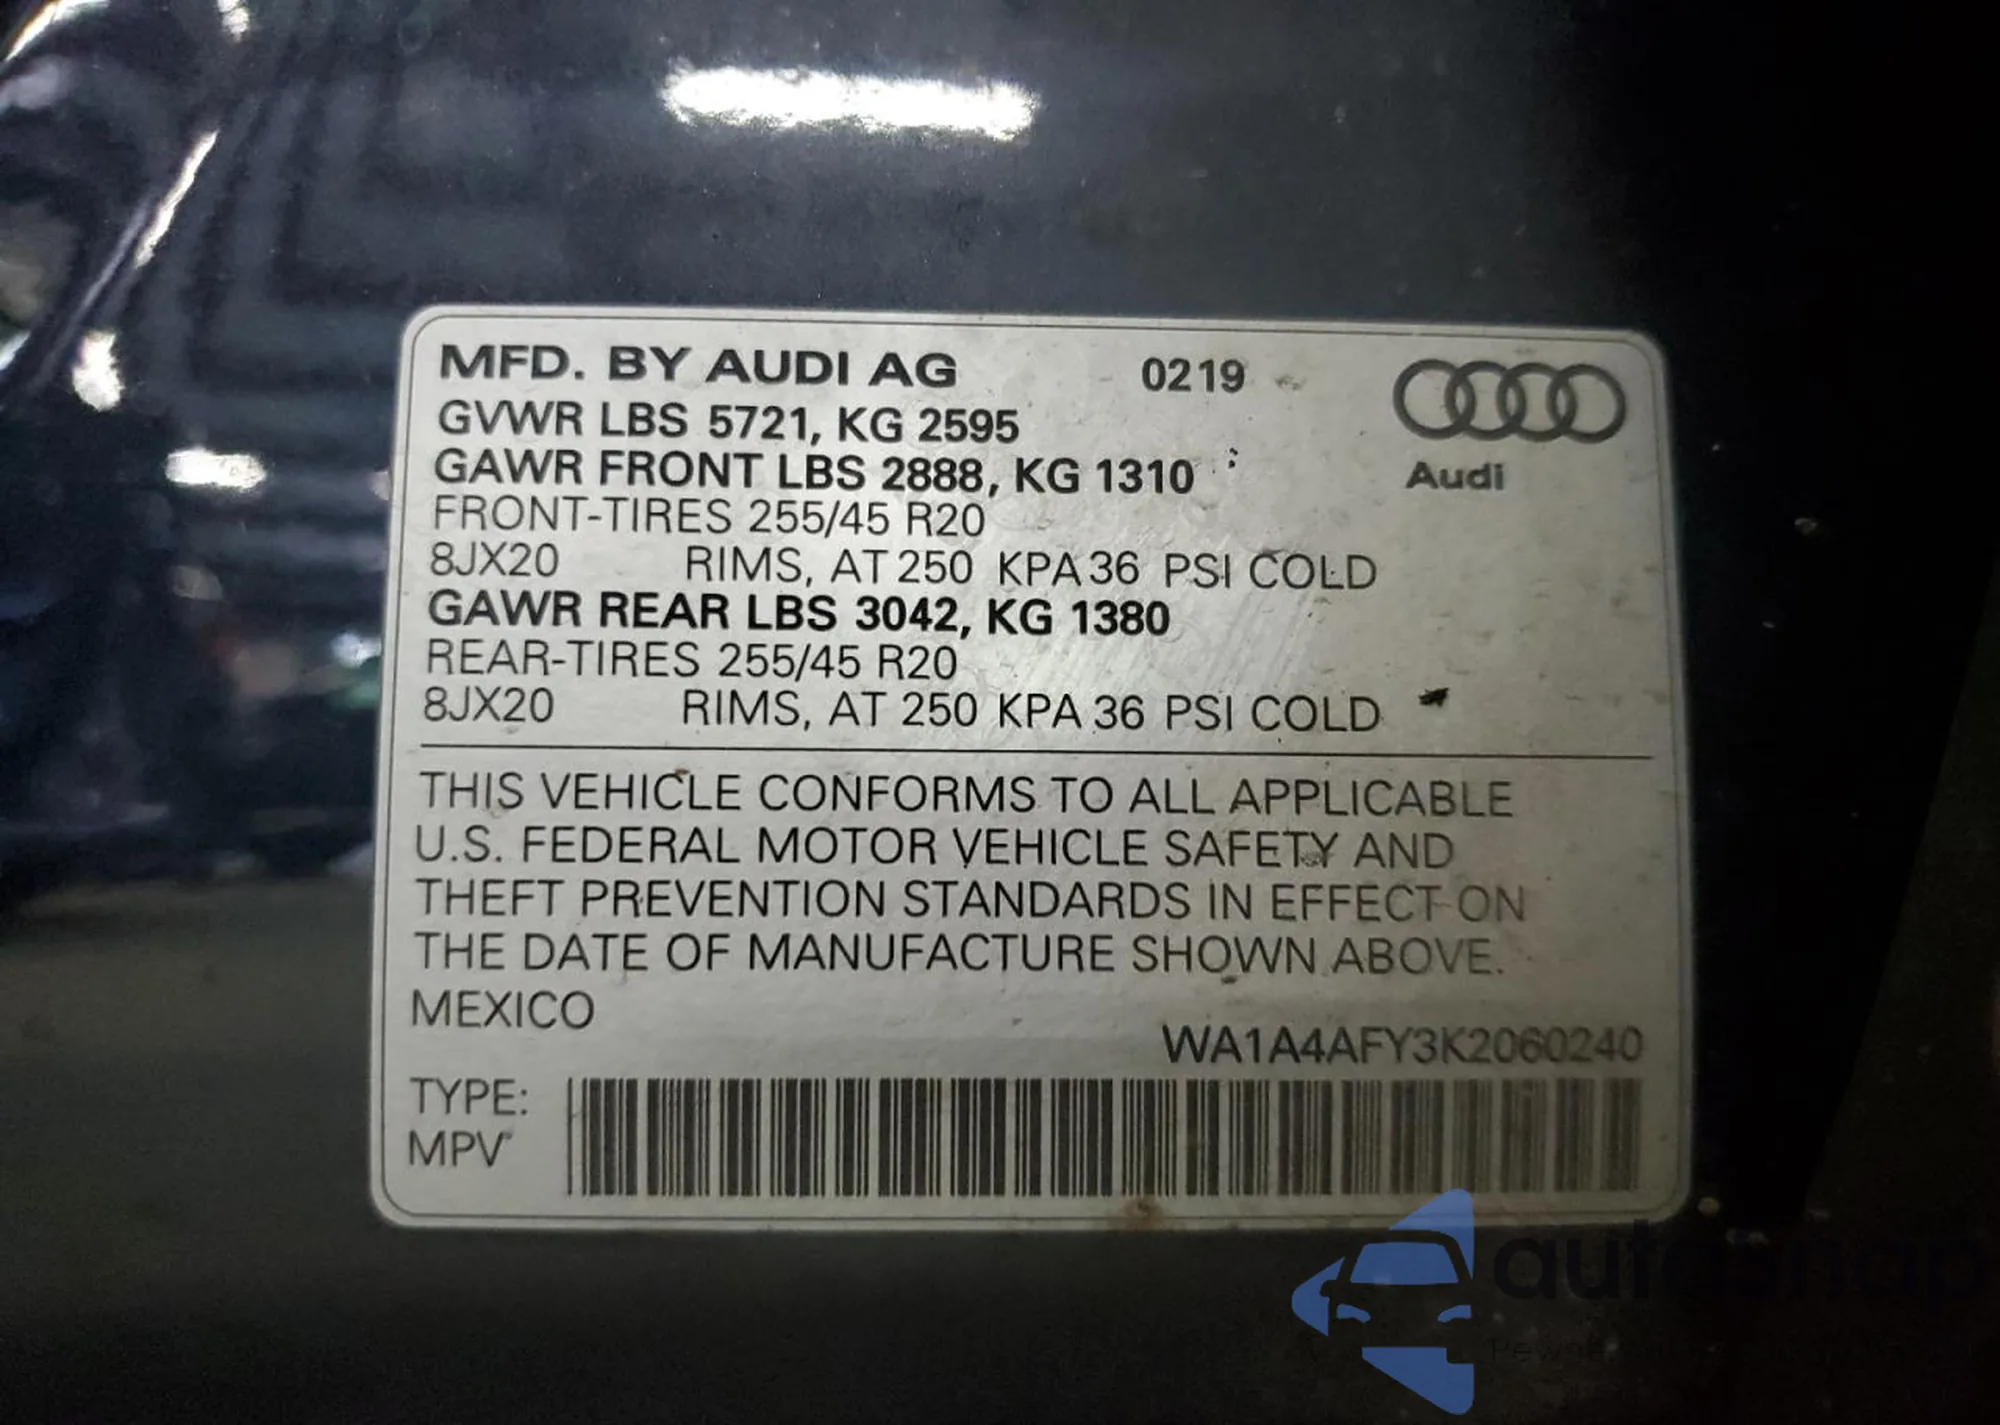 MFD. BY AUDI AG 0219
GVWR LBS 5721, KG 2595
GAWR FRONT LBS 2888, KG 1310
Audi
FRONT-TIRES 255/45 R20
8JX20 RIMS, AT 250 KPA 36 PSI COLD
GAWR REAR LBS 3042, KG 1380
REAR-TIRES 255/45 R20
8JX20 RIMS, AT 250 KPA 36 PSI COLD
THIS VEHICLE CONFORMS TO ALL APPLICABLE
U.S. FEDERAL MOTOR VEHICLE SAFETY AND
THEFT PREVENTION STANDARDS IN EFFECT ON
THE DATE OF MANUFACTURE SHOWN ABOVE.
MEXICO
WA1A4AFY3K2060240
TYPE:
MPV
autosnap